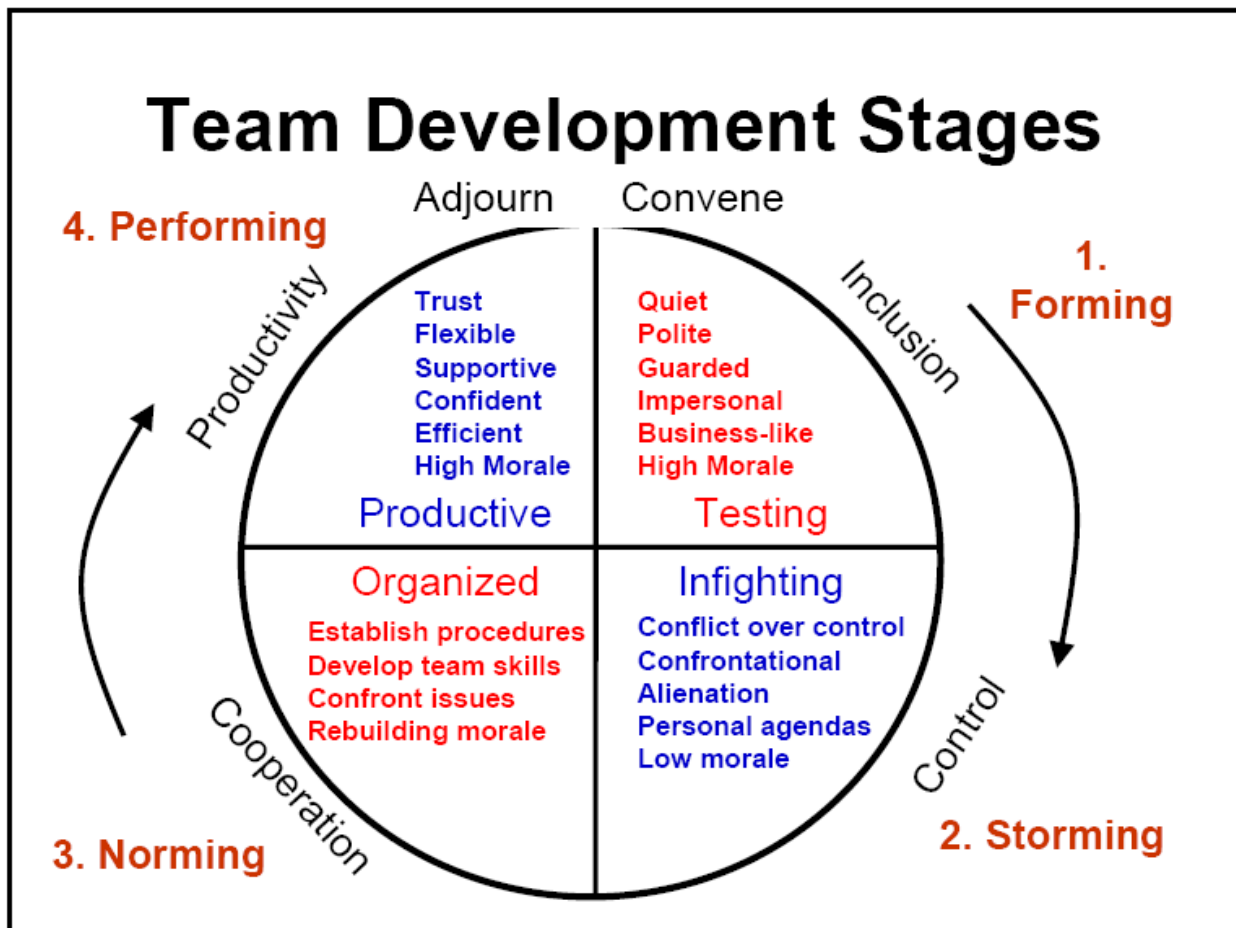 Team Development Stages
Adjourn
Convene
4. Performing
1.
Forming
Productivity
Inclusion
Trust
Flexible
Supportive
Confident
Efficient
High Morale
Productive
Quiet
Polite
Guarded
Impersonal
Business-like
High Morale
Testing
Organized
Establish procedures
Develop team skills
Confront issues
Rebuilding morale
Infighting
Conflict over control
Confrontational
Alienation
Personal agendas
Low morale
Cooperation
Control
3. Norming
2. Storming